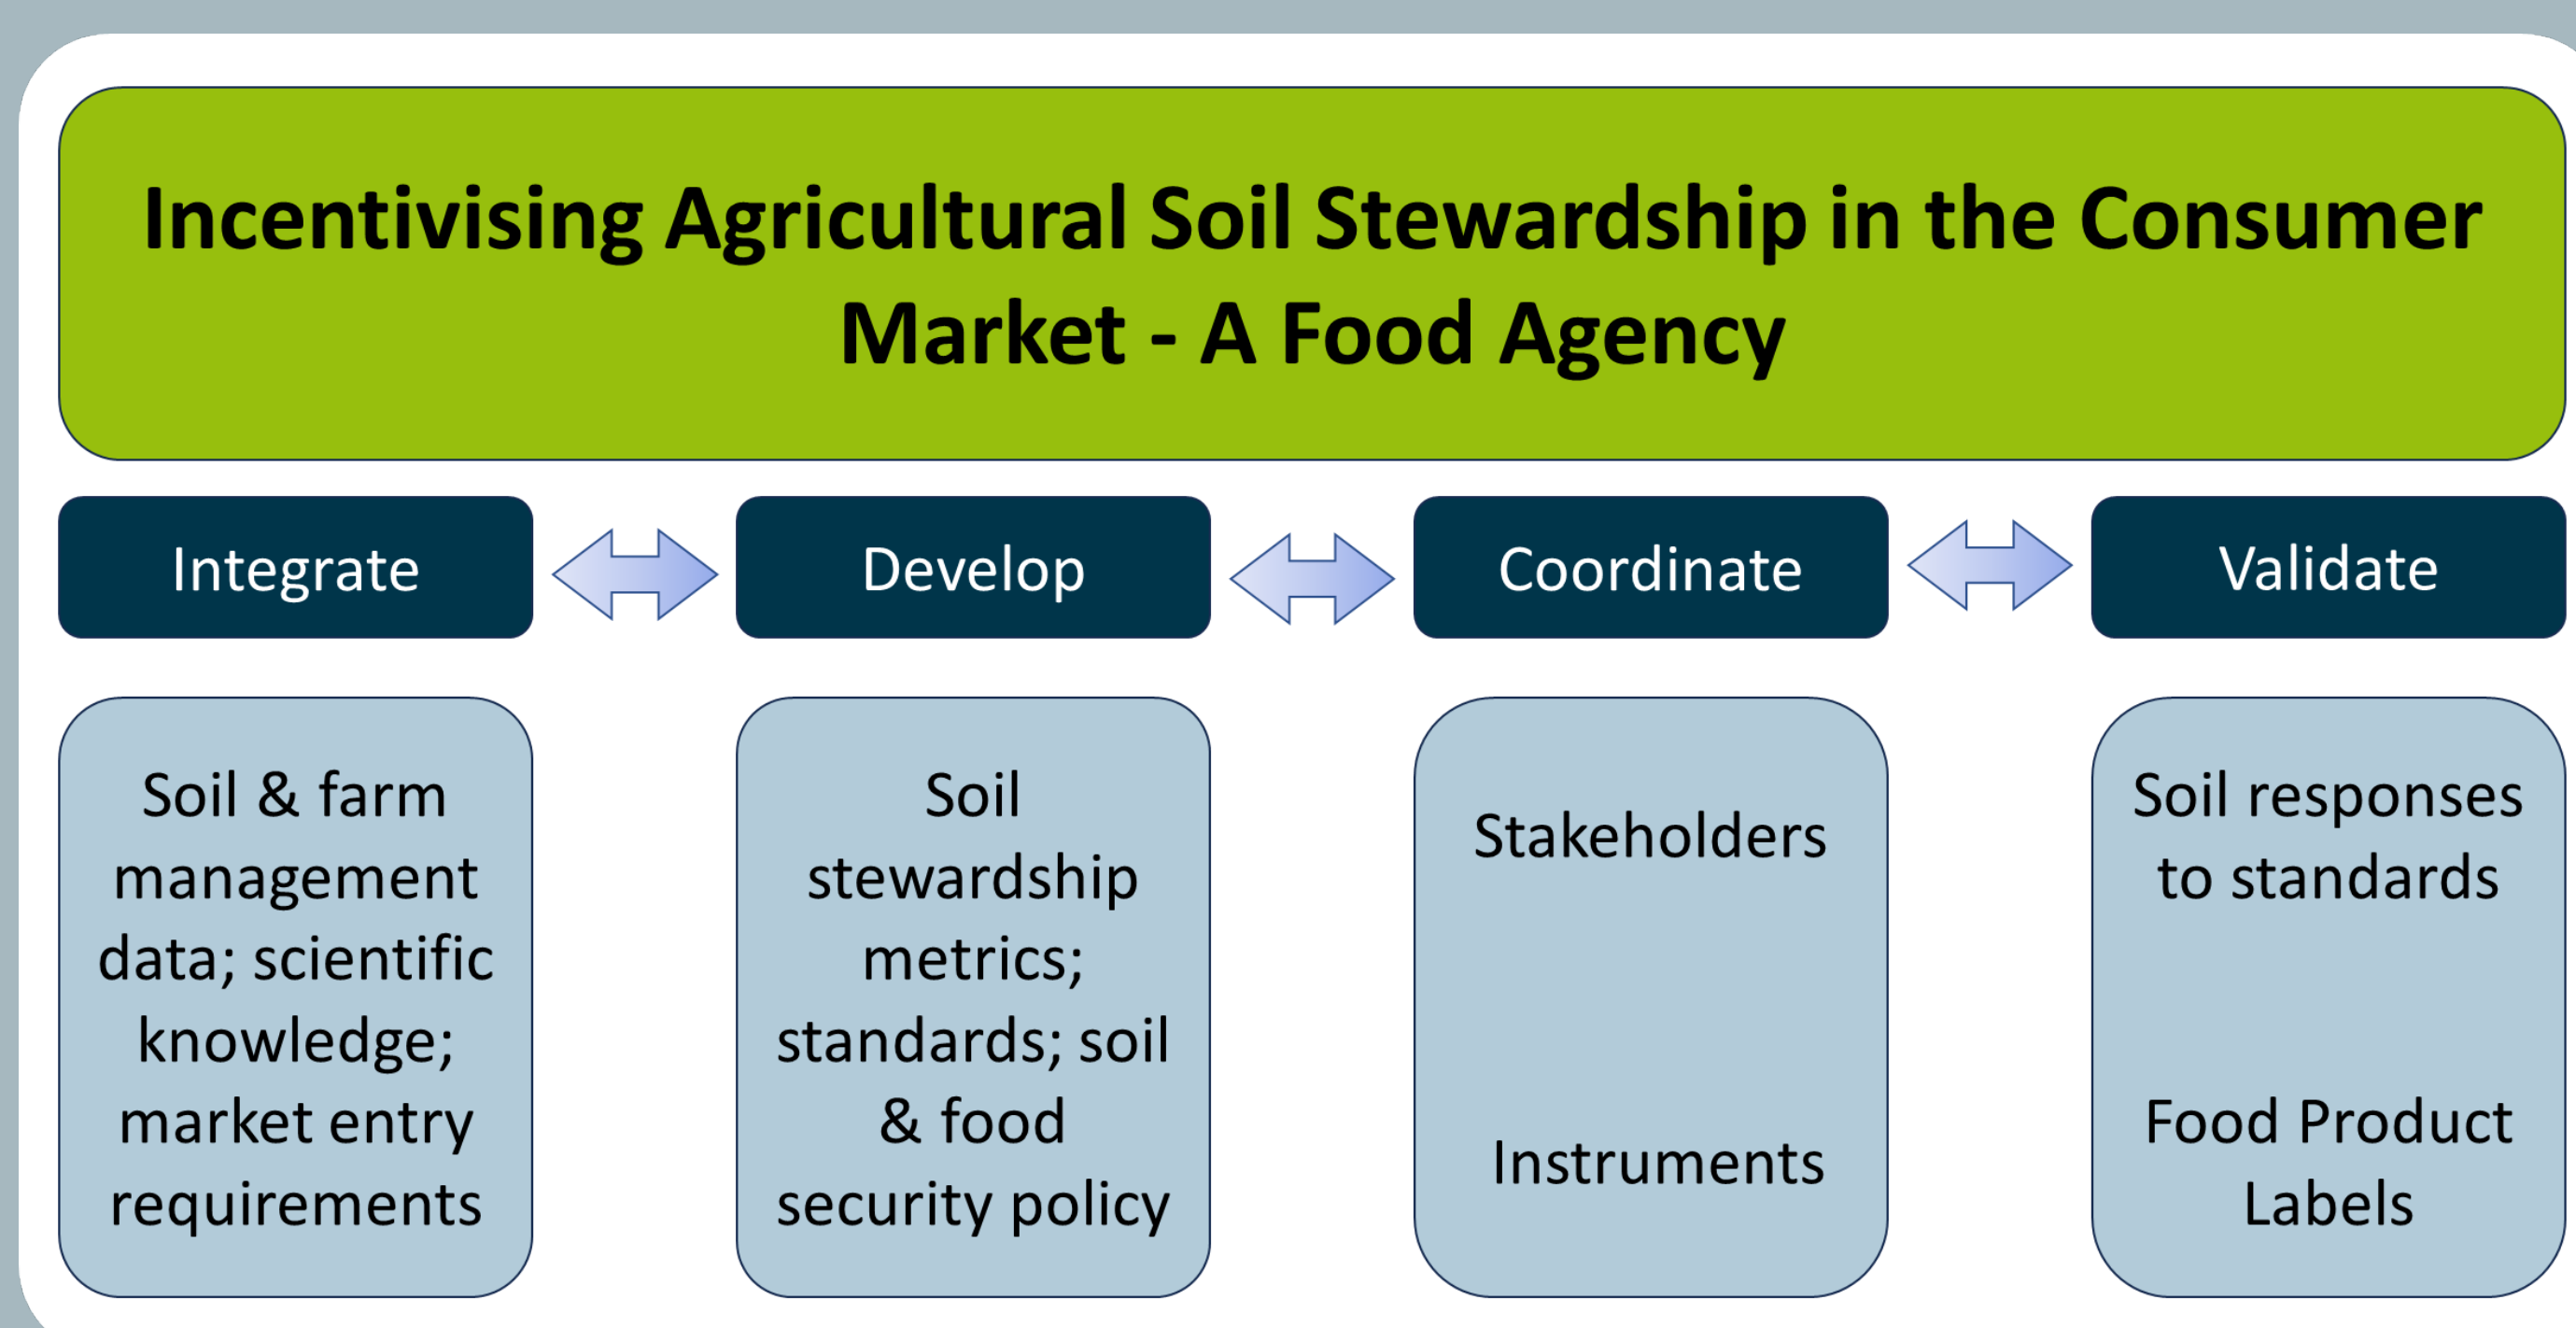 Incentivising Agricultural Soil Stewardship in the Consumer
Market - A Food Agency
Integrate
Develop
Coordinate
Validate
Soil & farm
management
data; scientific
knowledge;
market entry
requirements
Soil
stewardship
metrics;
standards; soil
& food
security policy
Stakeholders
Instruments
Soil responses
to standards
Food Product
Labels